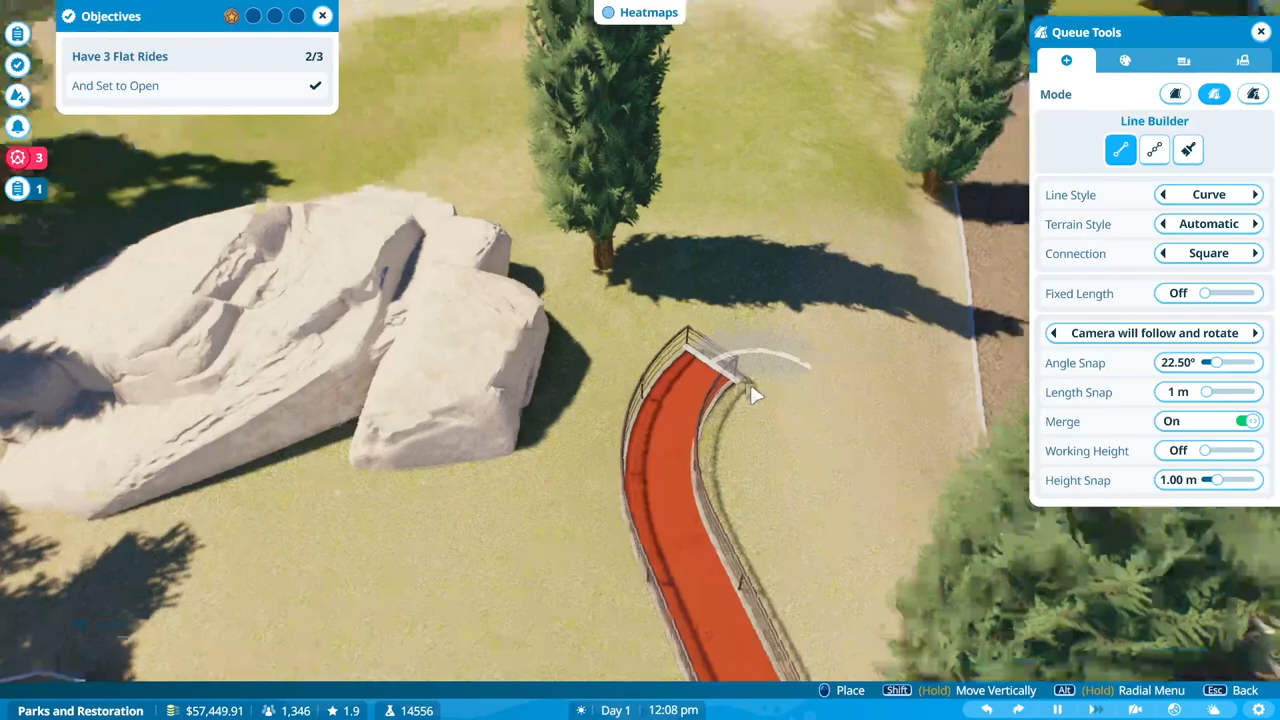 Objectives
Have 3 Flat Rides 2/3
And Set to Open
Heatmaps
3
1
Queue Tools
Mode
Line Builder
Line Style Curve
Terrain Style Automatic
Connection Square
Fixed Length Off
Camera will follow and rotate
Angle Snap 22.50°
Length Snap 1 m
Merge On
Working Height Off
Height Snap 1.00 m
Place Shift (Hold) Move Vertically Alt (Hold) Radial Menu Esc Back
Parks and Restoration $57,449.91 1,346 1.9 14556 Day 1 12:08 pm